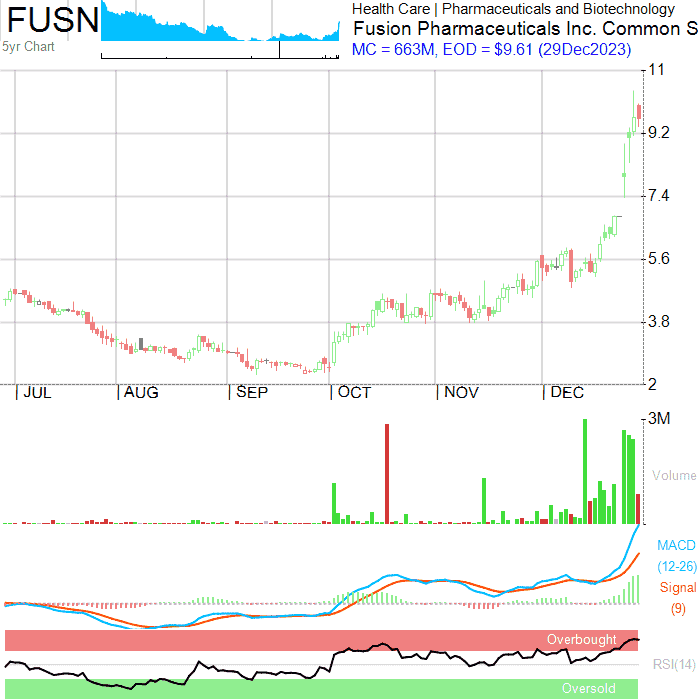 FUSN
5yr Chart
Health Care | Pharmaceuticals and Biotechnology
Fusion Pharmaceuticals Inc. Common S
MC = 663M, EOD = $9.61 (29Dec2023)
11
9.2
7.4
5.6
3.8
2
JUL AUG SEP OCT NOV DEC
3M
Volume
MACD
(12-26)
Signal
(9)
Overbought
RSI(14)
Oversold